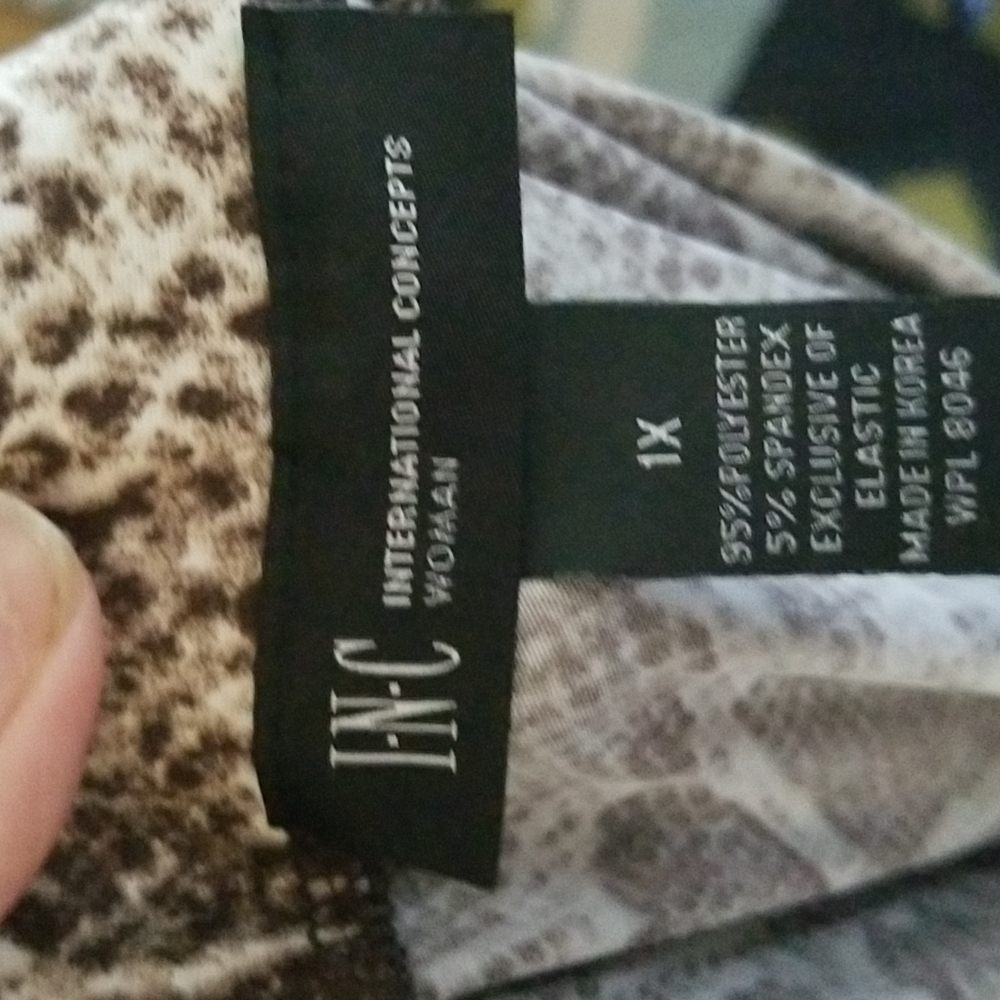 I·N·C INTERNATIONAL CONCEPTS
WOMAN
1X
95% POLYESTER
5% SPANDEX
EXCLUSIVE OF
ELASTIC
MADE IN KOREA
WPL 8046